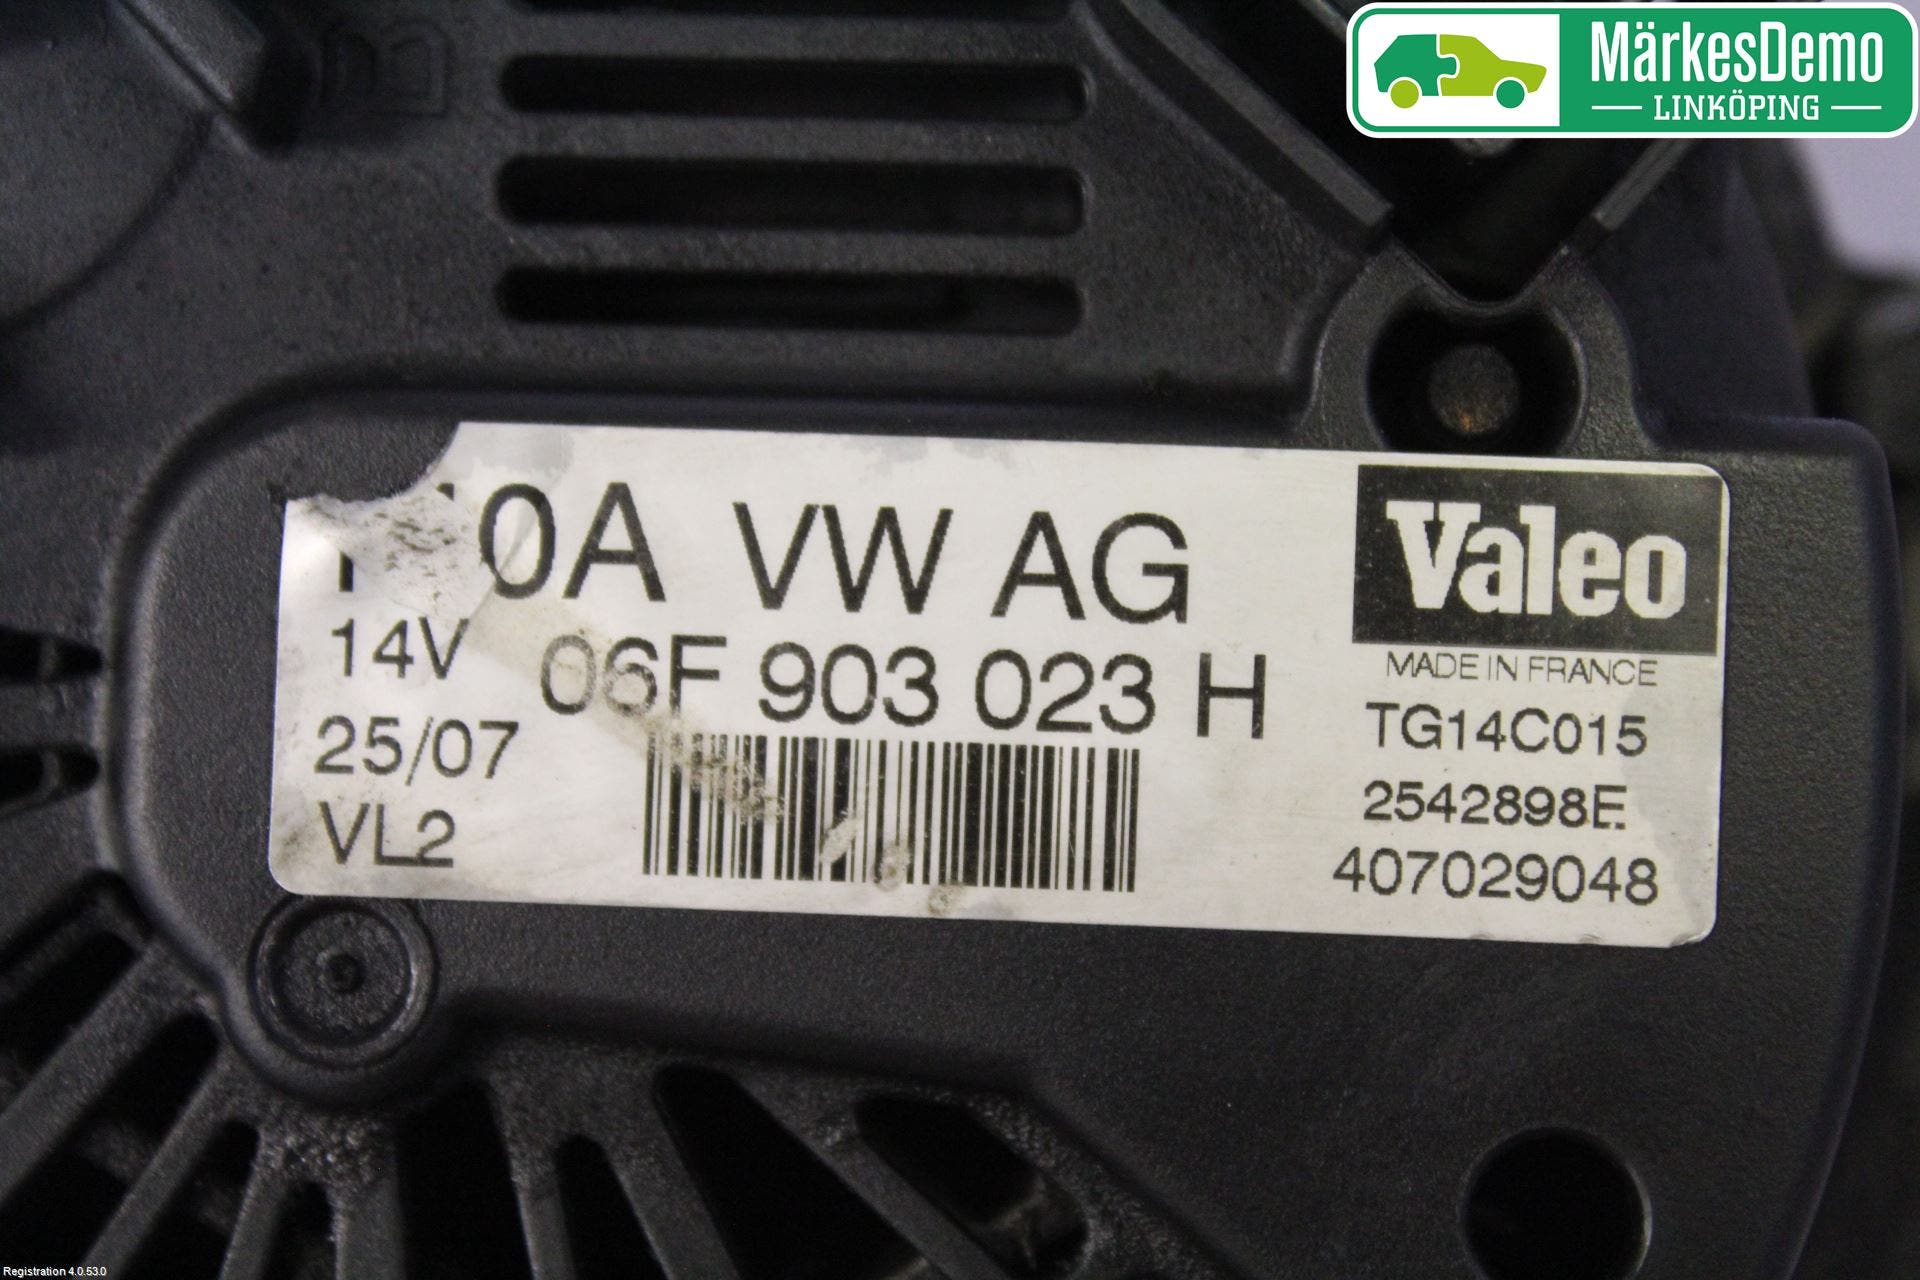 MärkesDemo
LINKÖPING
B
VW AG
14V
06F 903 023 H
25/07
VL2
Valeo
MADE IN FRANCE
TG14C015
2542898E
407029048
Registration 4.0.53.0